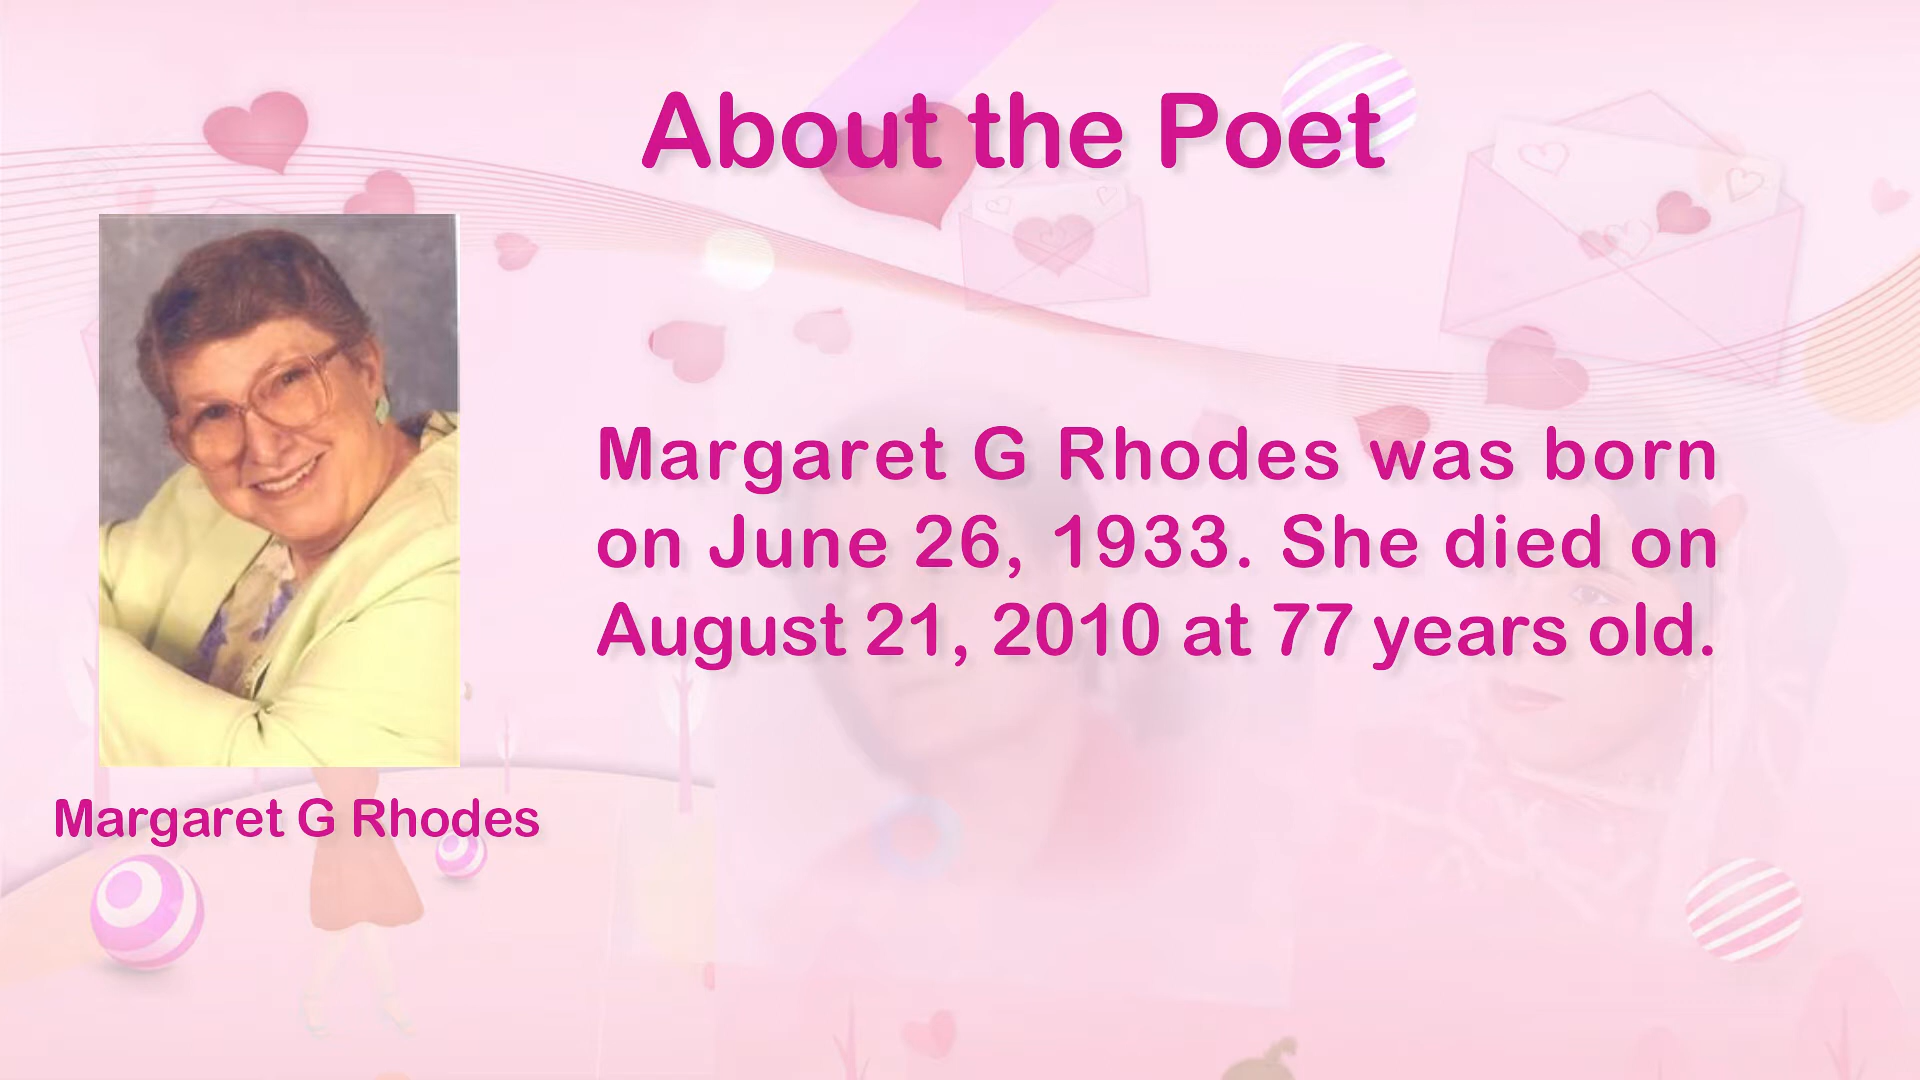 About the Poet
Margaret G Rhodes was born
on June 26, 1933. She died on
August 21, 2010 at 77 years old.
Margaret G Rhodes